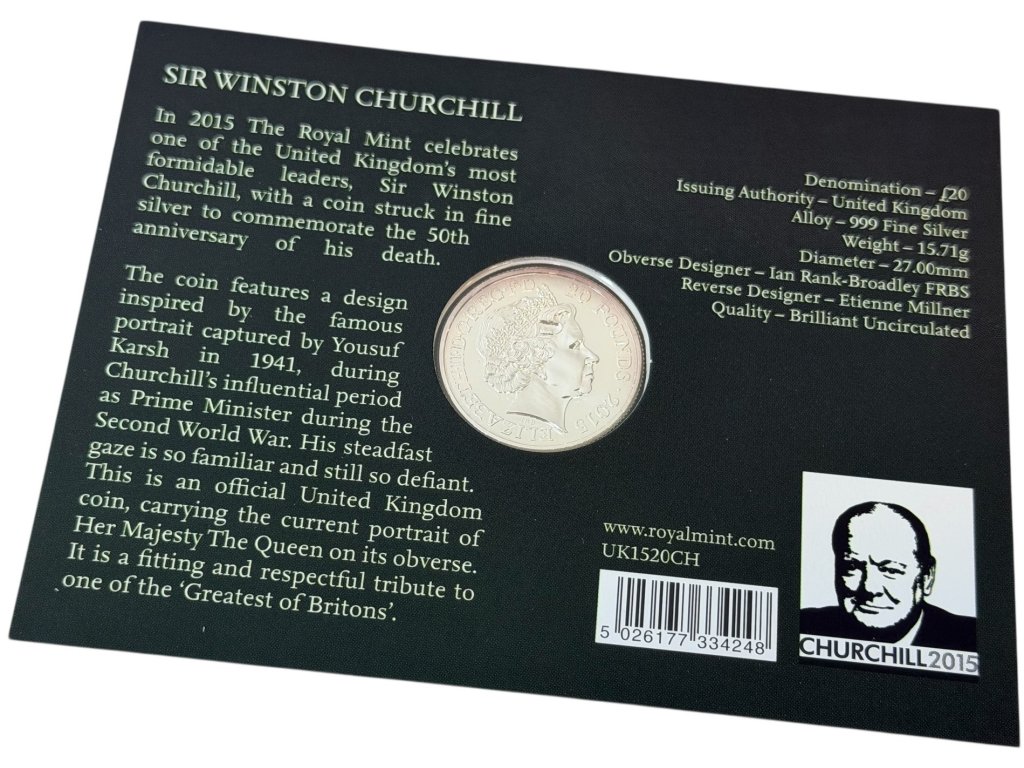 SIR WINSTON CHURCHILL
In 2015 The Royal Mint celebrates
one of the United Kingdom's most
formidable leaders, Sir Winston
Churchill, with a coin struck in fine
silver to commemorate the 50th
anniversary of his death.
The coin features a design
inspired by the famous
portrait captured by Yousuf
Karsh in 1941, during
Churchill's influential period
as Prime Minister during the
Second World War. His steadfast
gaze is so familiar and still so defiant.
This is an official United Kingdom
coin, carrying the current portrait of
Her Majesty The Queen on its obverse.
It is a fitting and respectful tribute to
one of the 'Greatest of Britons'.
ELIZABETH II D G REG F D 20 POUNDS 2015
Denomination – £20
Issuing Authority – United Kingdom
Alloy – 999 Fine Silver
Weight – 15.71g
Diameter – 27.00mm
Obverse Designer – Ian Rank-Broadley FRBS
Reverse Designer – Etienne Millner
Quality – Brilliant Uncirculated
www.royalmint.com
UK1520CH
5 026177 334248
CHURCHILL2015